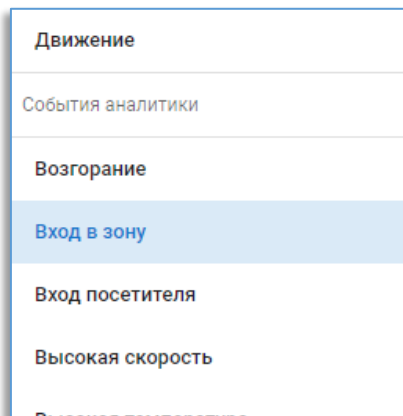 Движение
События аналитики
Возгорание
Вход в зону
Вход посетителя
Высокая скорость